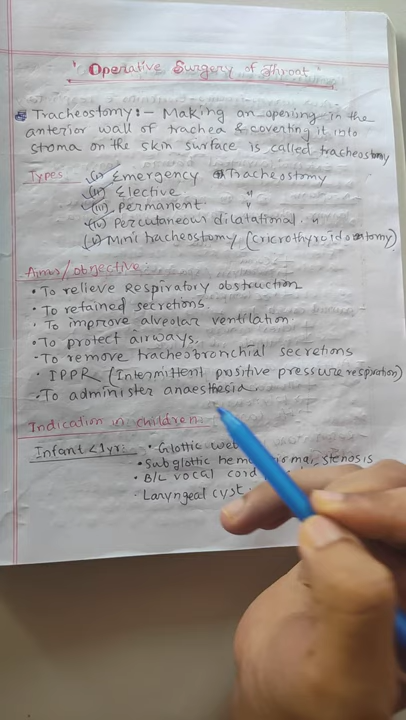 Operative Surgery of Throat
Tracheostomy:- Making an opening in the
anterior wall of trachea & coverting it into
stoma on the skin surface is called tracheostomy
Types (i) Emergency Tracheostomy
(ii) Elective "
(iii) Permanent "
(iv) Percutaneous dilatational "
(v) Mini tracheostomy (cricrothyroidomtomy)
Aims/objective:
• To relieve Respiratory obstruction
• To retained secretions.
• To improve alveolar ventilation.
• To protect airways.
• To remove tracheobronchial secretions
• IPPR (Intermittent positive pressure respiration)
• To administer anaesthesia.
Indication in children.
Infant <1yr: • Glottic web
• Subglottic stenosis
• B/L vocal cord
• Laryngeal cyst